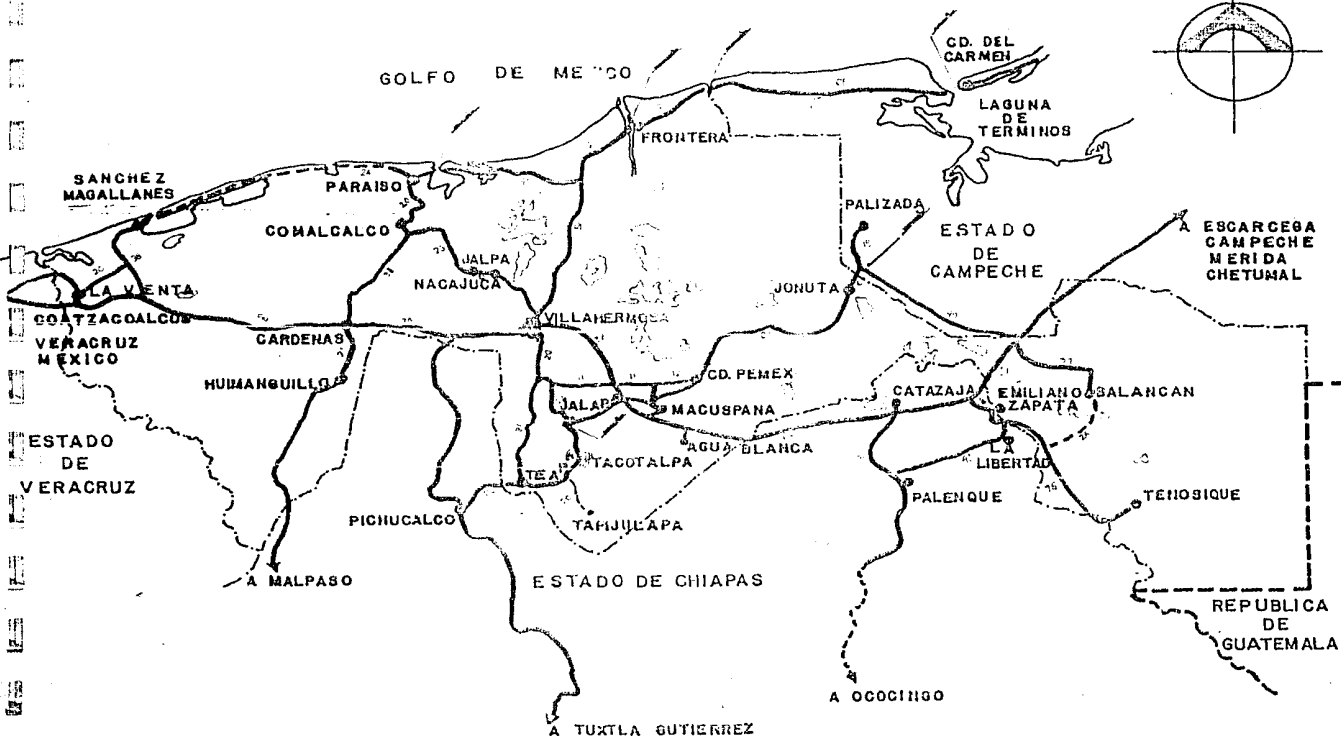 GOLFO DE
CD. DEL
CARMEN
LAGUNA
DE
TERMINOS
FRONTERA
SANCHEZ
MAGALLANES
PARAISO
COMALCALCO
PALIZADA
ESTADO
DE
CAMPECHE
A ESCARCEGA
CAMPECHE
MERIDA
CHETUMAL
JALPA
NACAJUCA
JONUTA
LA VENTA
COATZACOALCOS
VERACRUZ
MEXICO
VILLAHERMOSA
CARDENAS
HUIMANGUILLO
CD. PEMEX
CATAZAJA
EMILIANO
ZAPATA
BALANCAN
JALAPA
MACUSPANA
AGUA BLANCA
ESTADO
DE
VERACRUZ
TACOTALPA
TEAPA
LA
LIBERTAD
PALENQUE
TENOSIQUE
PICHUCALCO
TAPIJULAPA
A MALPASO
ESTADO DE CHIAPAS
REPUBLICA
DE
GUATEMALA
A OCOCINGO
A TUXTLA GUTIERREZ